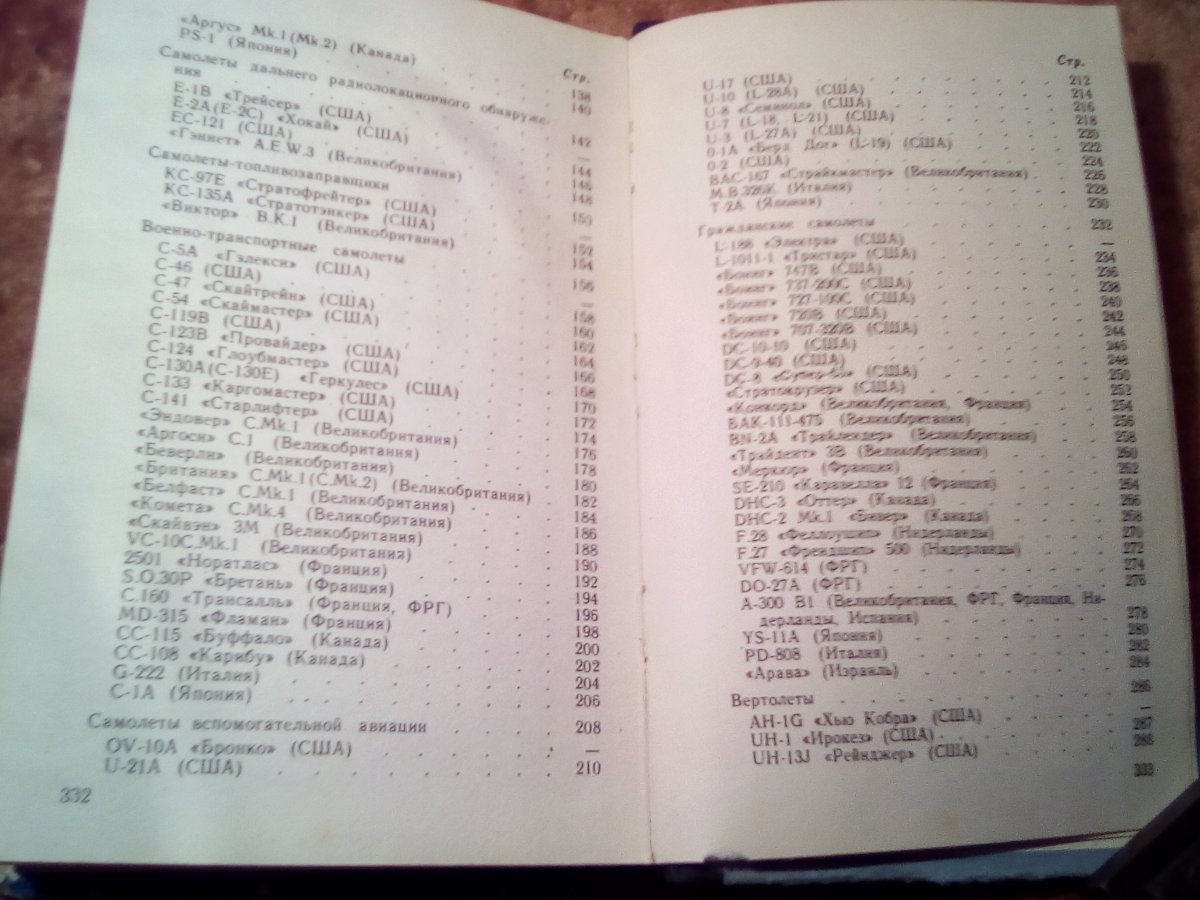 Стр.
«Аргус» Mk.1(Mk.2) (Канада) 138
PS-1 (Япония) 140
Самолеты дальнего радиолокационного обнаруже-
ния 142
E-1B «Трейсер» (США) —
E-2A(E-2C) «Хокай» (США) 144
EC-121 (США) 146
«Гэннет» A.E.W.3 (Великобритания) 148
Самолеты-топливозаправщики 150
KC-97E «Стратофрейтер» (США) —
KC-135A «Стратотэнкер» (США) 152
«Виктор» B.K.1 (Великобритания) 154
Военно-транспортные самолеты 156
C-5A «Гэлекси» (США) —
C-46 (США) 158
C-47 «Скайтрейн» (США) 160
C-54 «Скаймастер» (США) 162
C-119B (США) 164
C-123B «Провайдер» (США) 166
C-124 «Глоубмастер» (США) 168
C-130A(C-130E) «Геркулес» (США) 170
C-133 «Каргомастер» (США) 172
C-141 «Старлифтер» (США) 174
«Эндовер» C.Mk.1 (Великобритания) 176
«Аргоси» C.1 (Великобритания) 178
«Беверли» (Великобритания) 180
«Британия» C.Mk.1(C.Mk.2) (Великобритания) 182
«Белфаст» C.Mk.1 (Великобритания) 184
«Комета» C.Mk.4 (Великобритания) 186
«Скайвэн» 3M (Великобритания) 188
VC-10C.Mk.1 (Великобритания) 190
2501 «Норатлас» (Франция) 192
S.O.30P «Бретань» (Франция) 194
C.160 «Трансалль» (Франция, ФРГ) 196
MD-315 «Фламан» (Франция) 198
CC-115 «Буффало» (Канада) 200
CC-108 «Карибу» (Канада) 202
G-222 (Италия) 204
C-1A (Япония) 206
Самолеты вспомогательной авиации 208
OV-10A «Бронко» (США) —
U-21A (США) 210
332
Стр.
U-17 (США) 212
U-10 (L-28A) (США) 214
U-8 «Семинол» (США) 216
U-7 (L-18, L-21) (США) 218
U-3 (L-27A) (США) 220
0-1A «Берд Дог» (L-19) (США) 222
0-2 (США) 224
BAC-167 «Страйкмастер» (Великобритания) 226
M.B.326K (Италия) 228
T-2A (Япония) 230
Гражданские самолеты 232
L-188 «Электра» (США) —
L-1011-1 «Тристар» (США) 234
«Боинг» 747B (США) 236
«Боинг» 737-200C (США) 238
«Боинг» 727-100C (США) 240
«Боинг» 720B (США) 242
«Боинг» 707-320B (США) 244
DC-10-10 (США) 246
DC-9-40 (США) 248
DC-8 «Супер-63» (США) 250
«Стратокрузер» (США) 252
«Конкорд» (Великобритания, Франция) 254
БАК-111-475 (Великобритания) 256
BN-2A «Трайлендер» (Великобритания) 258
«Трайдент» 3B (Великобритания) 260
«Меркюр» (Франция) 262
SE-210 «Каравелла» 12 (Франция) 264
DHC-3 «Оттер» (Канада) 266
DHC-2 Mk.1 «Бивер» (Канада) 268
F.28 «Феллоушип» (Нидерланды) 270
F.27 «Френдшип» 500 (Нидерланды) 272
VFW-614 (ФРГ) 274
DO-27A (ФРГ) 276
A-300 B1 (Великобритания, ФРГ, Франция, Ни-
дерланды, Испания) 278
YS-11A (Япония) 280
PD-808 (Италия) 282
«Арава» (Израиль) 284
Вертолеты 286
AH-1G «Хью Кобра» (США) —
UH-1 «Ирокез» (США) 287
UH-13J «Рейнджер» (США) 288
333